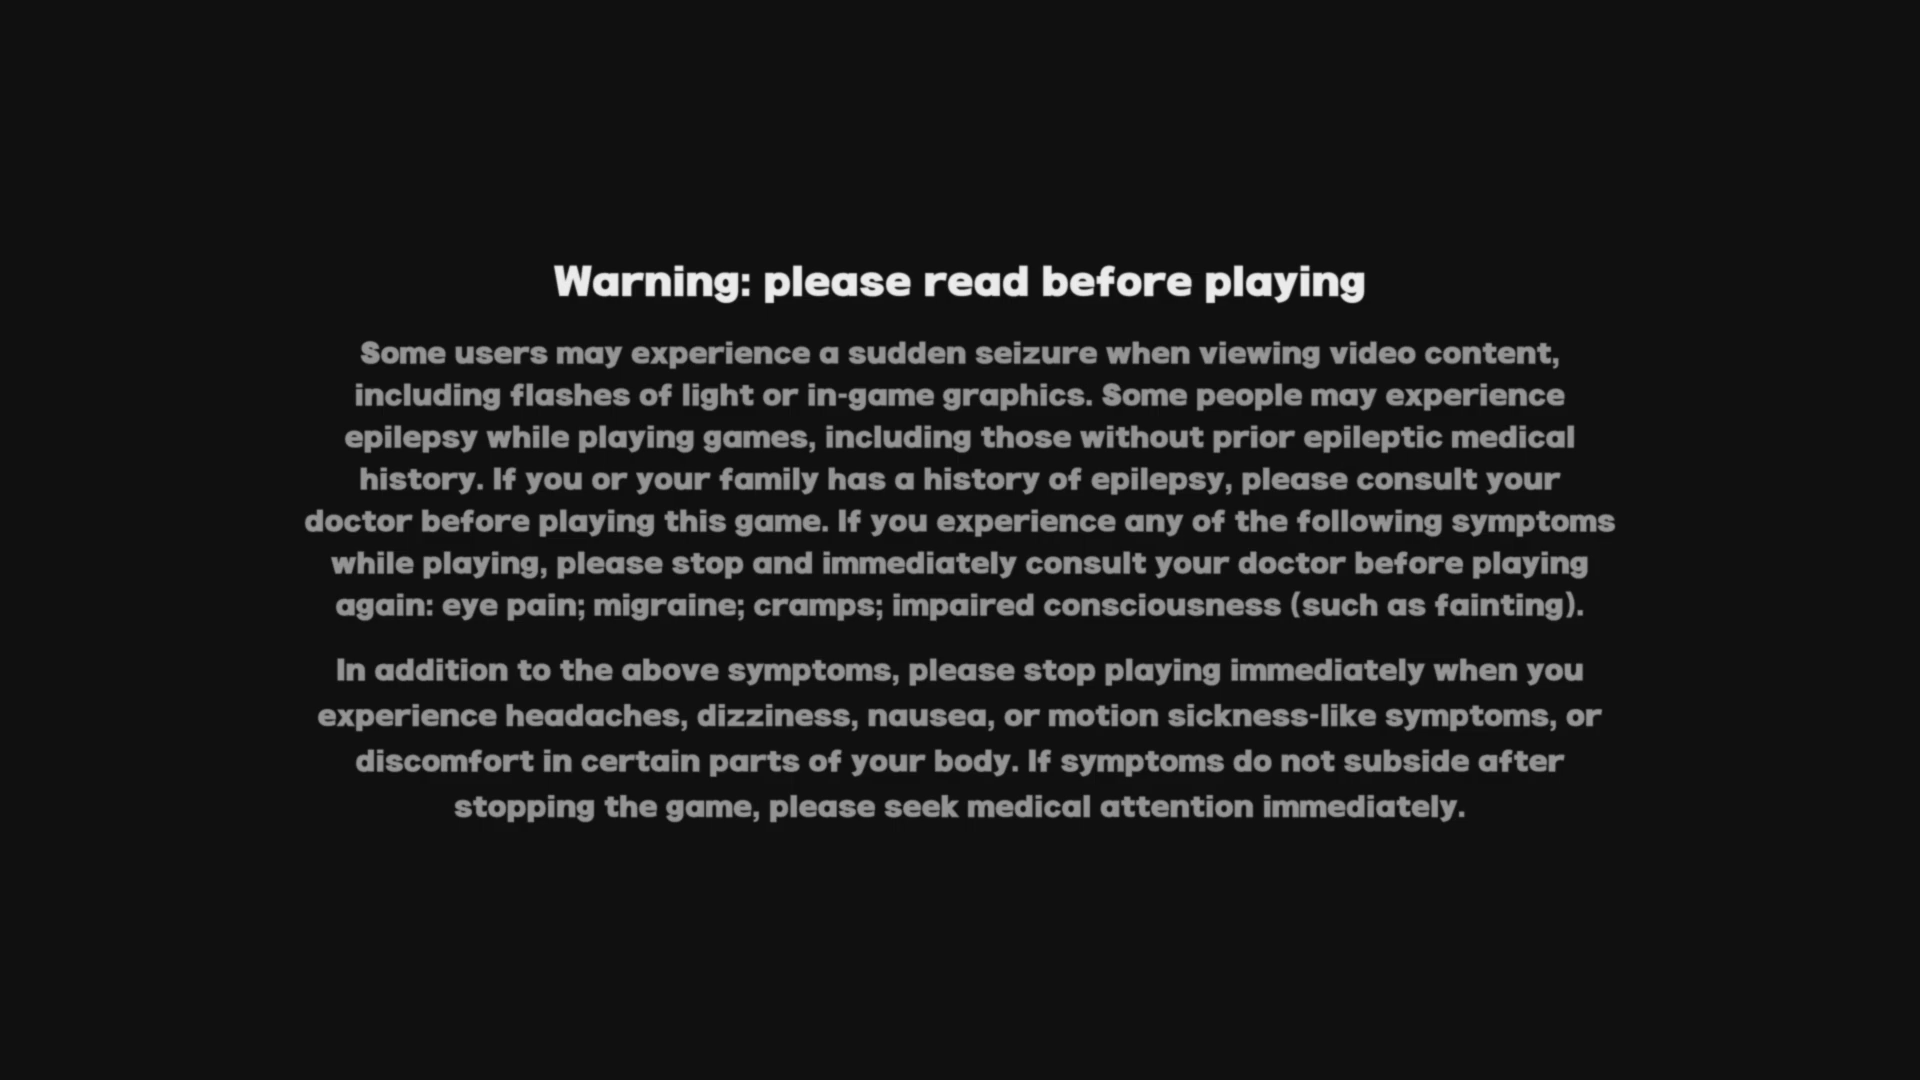 Warning: please read before playing
Some users may experience a sudden seizure when viewing video content,
including flashes of light or in-game graphics. Some people may experience
epilepsy while playing games, including those without prior epileptic medical
history. If you or your family has a history of epilepsy, please consult your
doctor before playing this game. If you experience any of the following symptoms
while playing, please stop and immediately consult your doctor before playing
again: eye pain; migraine; cramps; impaired consciousness (such as fainting).
In addition to the above symptoms, please stop playing immediately when you
experience headaches, dizziness, nausea, or motion sickness-like symptoms, or
discomfort in certain parts of your body. If symptoms do not subside after
stopping the game, please seek medical attention immediately.